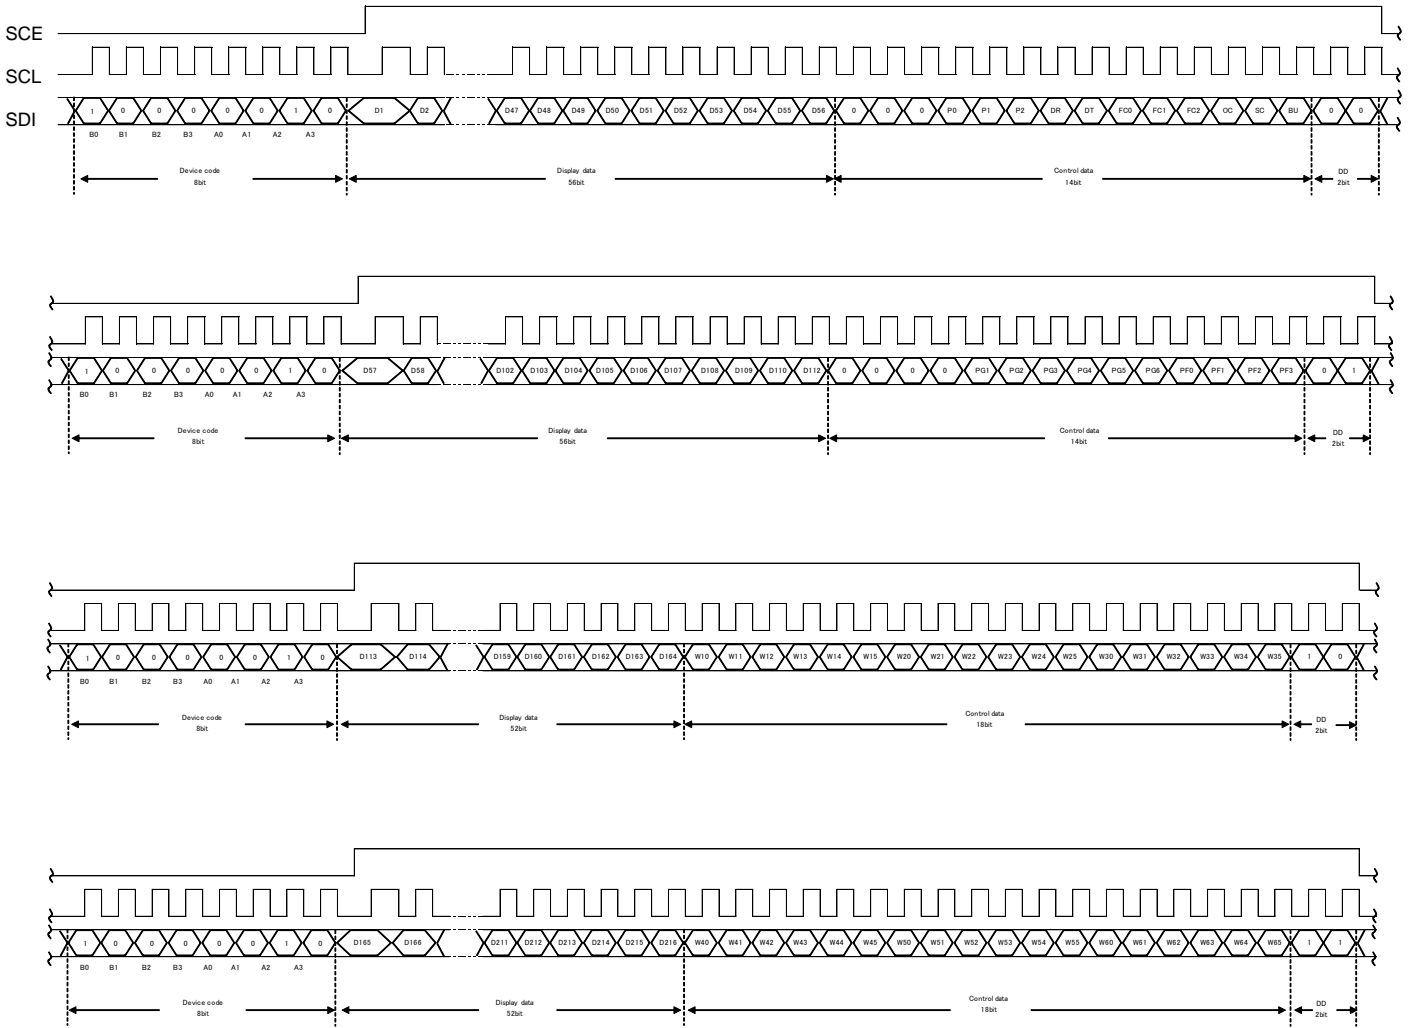 SCE
SCL
SDI
1 0 0 0 0 0 1 0 D1 D2 D47 D48 D49 D50 D51 D52 D53 D54 D55 D56 0 0 0 P0 P1 P2 DR DT FC0 FC1 FC2 OC SC BU 0 0
B0 B1 B2 B3 A0 A1 A2 A3
Device code Display data Control data DD
8bit 56bit 14bit 2bit
1 0 0 0 0 0 1 0 D57 D58 D102 D103 D104 D105 D106 D107 D108 D109 D110 D112 0 0 0 0 PG1 PG2 PG3 PG4 PG5 PG6 PF0 PF1 PF2 PF3 0 1
B0 B1 B2 B3 A0 A1 A2 A3
Device code Display data Control data DD
8bit 56bit 14bit 2bit
1 0 0 0 0 0 1 0 D113 D114 D159 D160 D161 D162 D163 D164 W10 W11 W12 W13 W14 W15 W20 W21 W22 W23 W24 W25 W30 W31 W32 W33 W34 W35 1 0
B0 B1 B2 B3 A0 A1 A2 A3
Device code Display data Control data DD
8bit 52bit 18bit 2bit
1 0 0 0 0 0 1 0 D165 D166 D211 D212 D213 D214 D215 D216 W40 W41 W42 W43 W44 W45 W50 W51 W52 W53 W54 W55 W60 W61 W62 W63 W64 W65 1 1
B0 B1 B2 B3 A0 A1 A2 A3
Device code Display data Control data DD
8bit 52bit 18bit 2bit